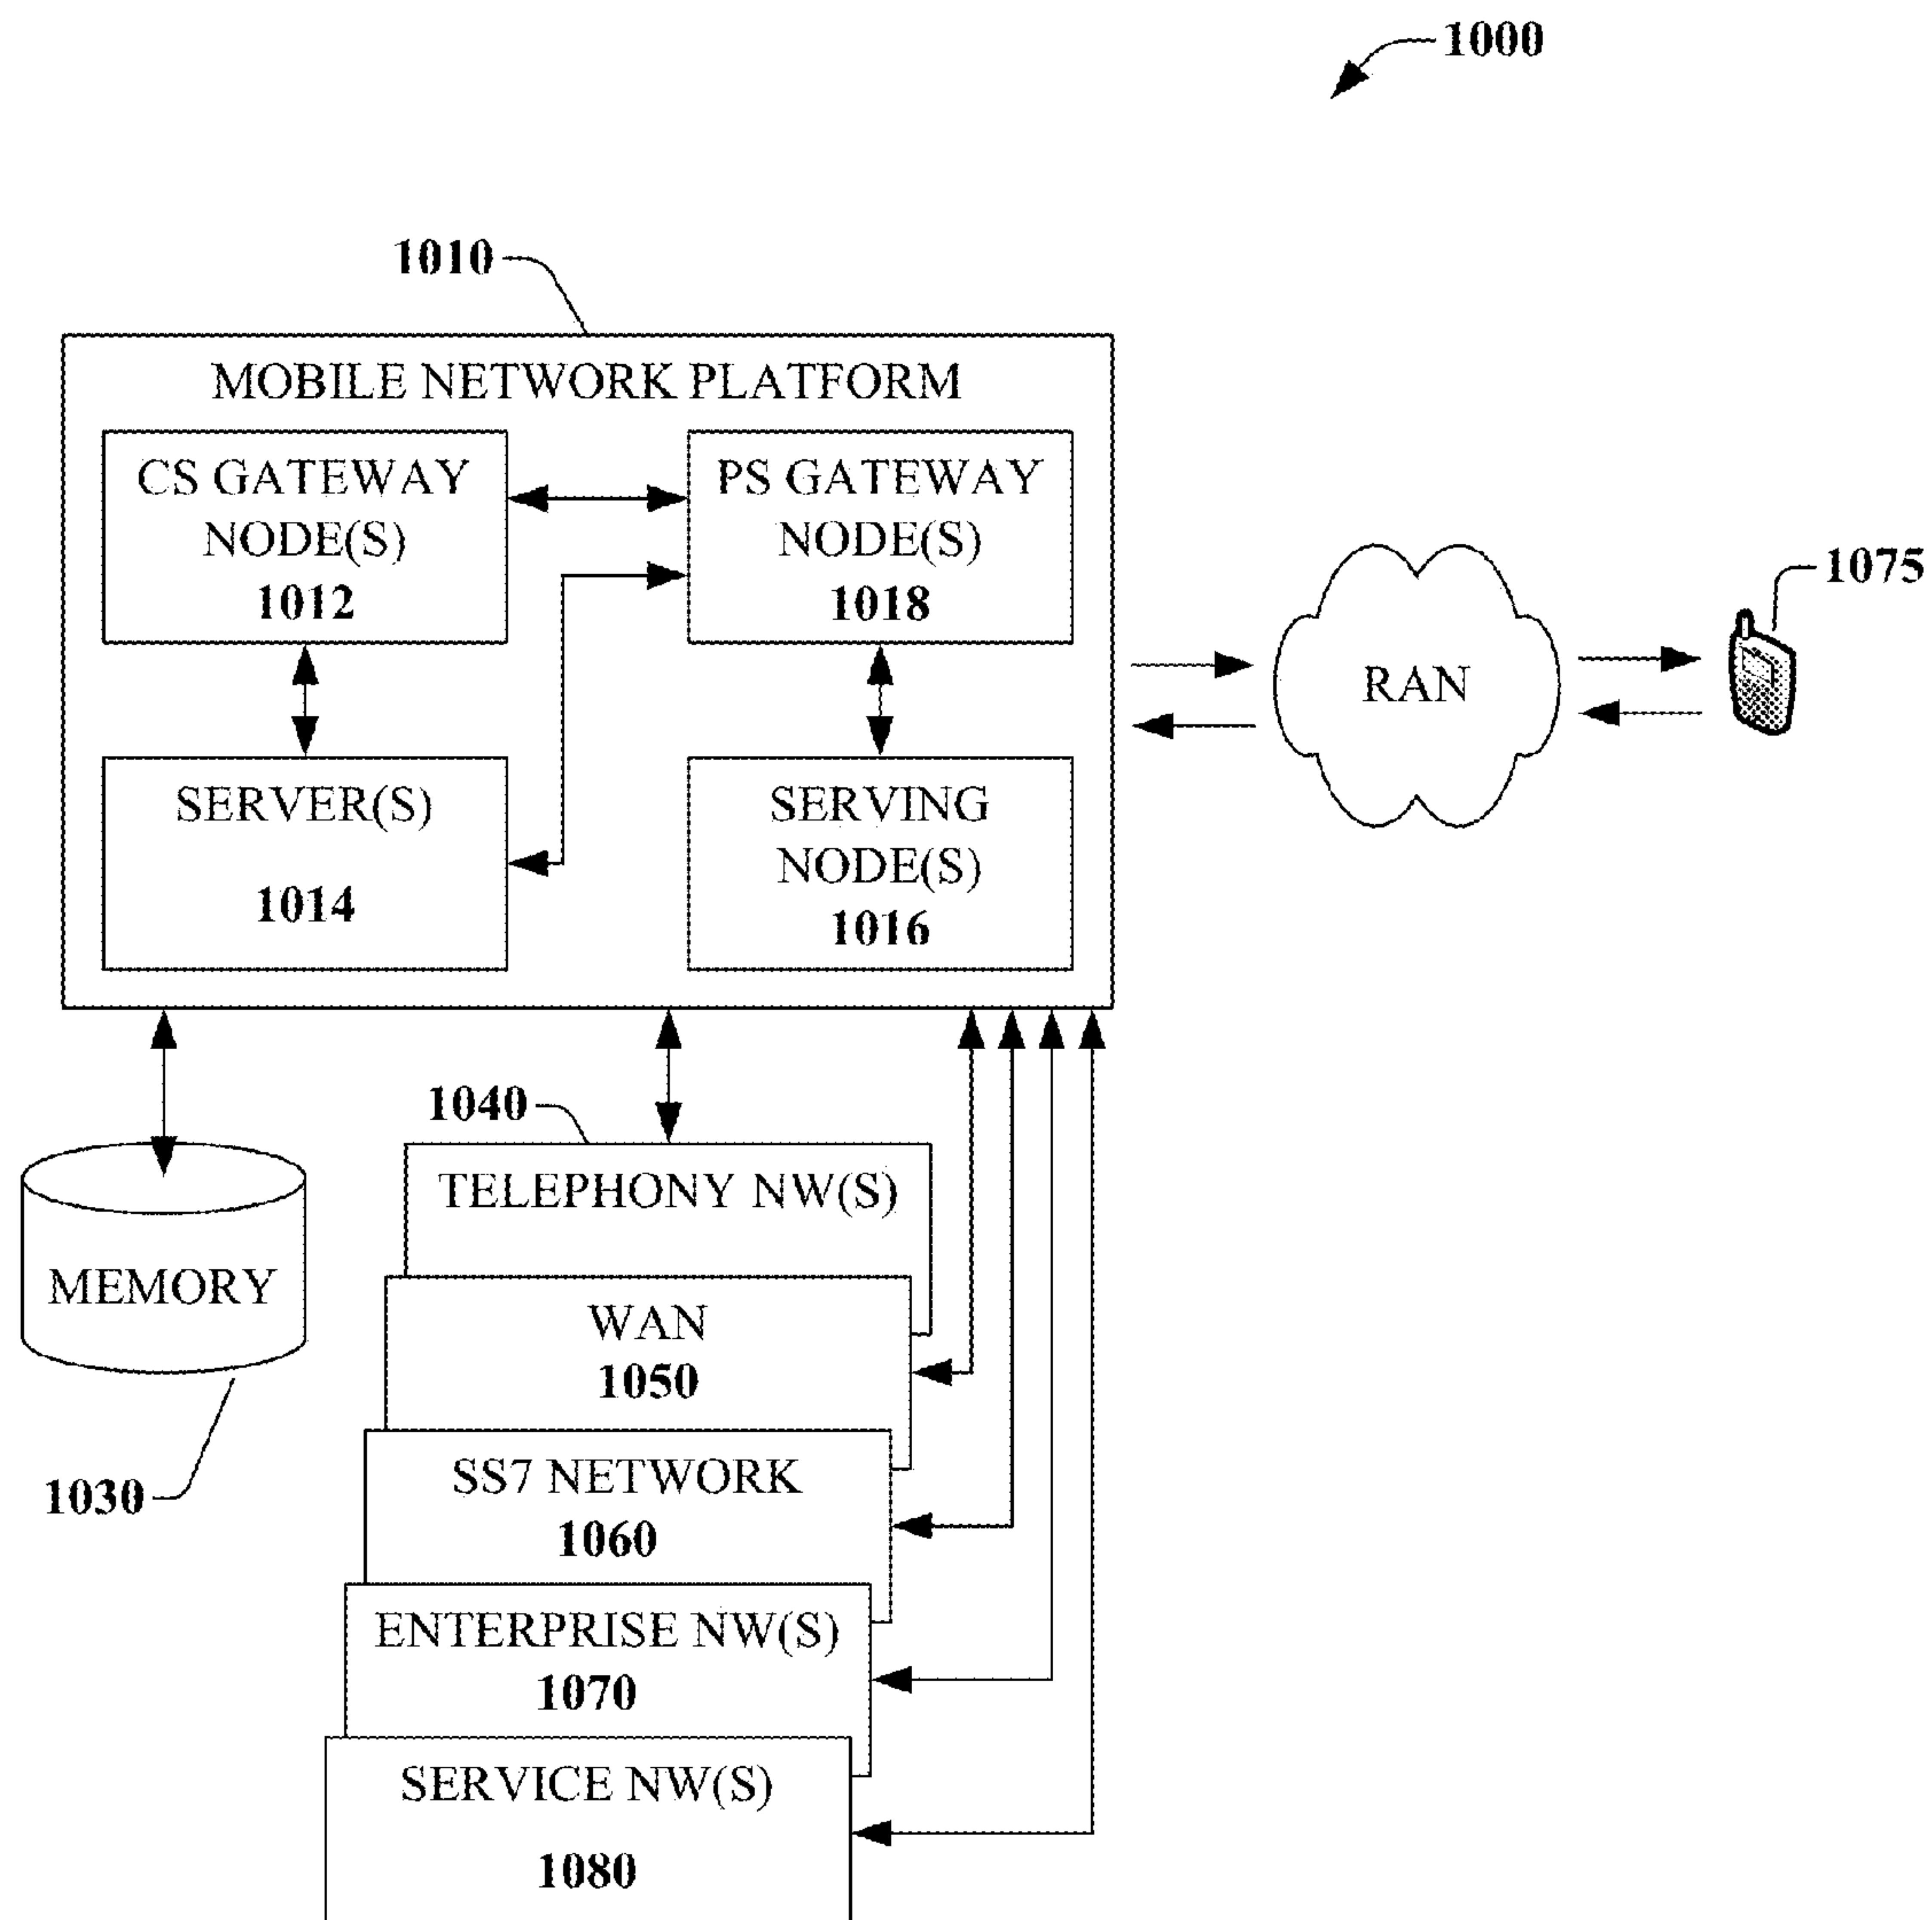 1000
1010
MOBILE NETWORK PLATFORM
CS GATEWAY
NODE(S)
1012
PS GATEWAY
NODE(S)
1018
SERVER(S)
1014
SERVING
NODE(S)
1016
RAN
1075
1040
TELEPHONY NW(S)
MEMORY
1030
WAN
1050
SS7 NETWORK
1060
ENTERPRISE NW(S)
1070
SERVICE NW(S)
1080